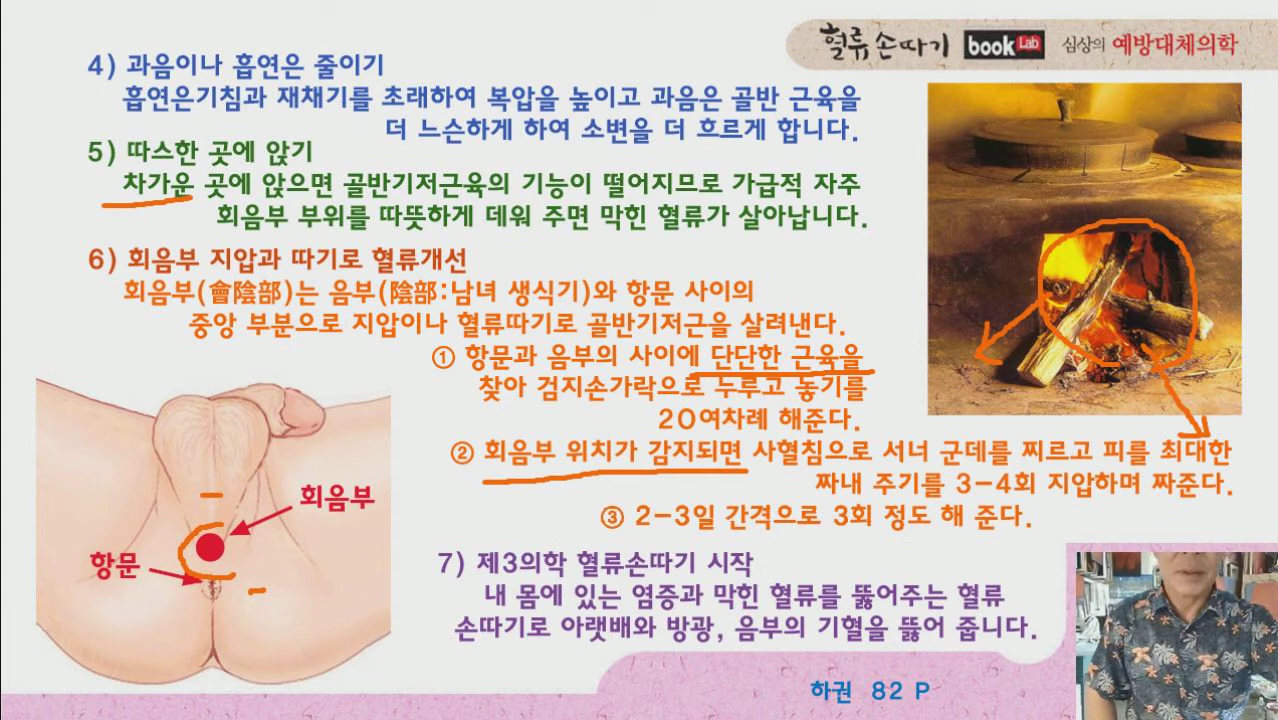 혈류손따기 book Lab 심상의 예방대체의학
4) 과음이나 흡연은 줄이기
흡연은기침과 재채기를 초래하여 복압을 높이고 과음은 골반 근육을
더 느슨하게 하여 소변을 더 흐르게 합니다.
5) 따스한 곳에 앉기
차가운 곳에 앉으면 골반기저근육의 기능이 떨어지므로 가급적 자주
회음부 부위를 따뜻하게 데워 주면 막힌 혈류가 살아납니다.
6) 회음부 지압과 따기로 혈류개선
회음부(會陰部)는 음부(陰部:남녀 생식기)와 항문 사이의
중앙 부분으로 지압이나 혈류따기로 골반기저근을 살려낸다.
① 항문과 음부의 사이에 단단한 근육을
찾아 검지손가락으로 누루고 놓기를
20여차례 해준다.
② 회음부 위치가 감지되면 사혈침으로 서너 군데를 찌르고 피를 최대한
짜내 주기를 3-4회 지압하며 짜준다.
③ 2-3일 간격으로 3회 정도 해 준다.
회음부
항문
7) 제3의학 혈류손따기 시작
내 몸에 있는 염증과 막힌 혈류를 뚫어주는 혈류
손따기로 아랫배와 방광, 음부의 기혈을 뚫어 줍니다.
하권 82 P